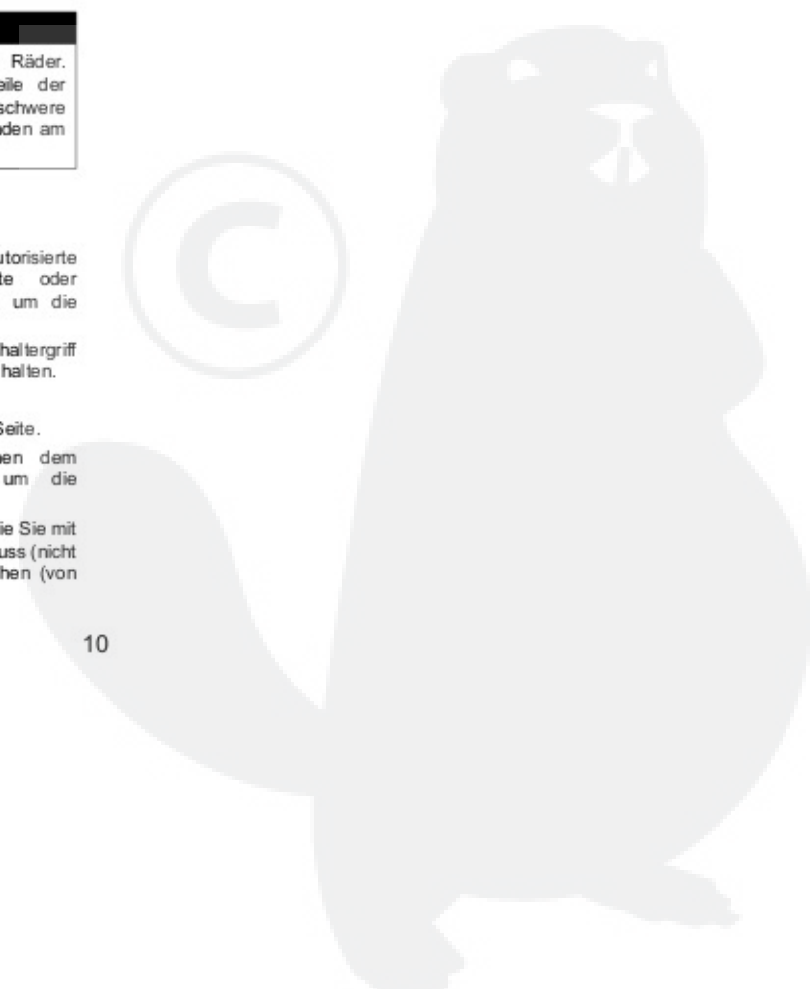 Räder.
eile der
schwere
den am
utorisierte
te oder
um die
haltergriff
halten.
Seite.
en dem
um die
ie Sie mit
uss (nicht
hen (von
10
©